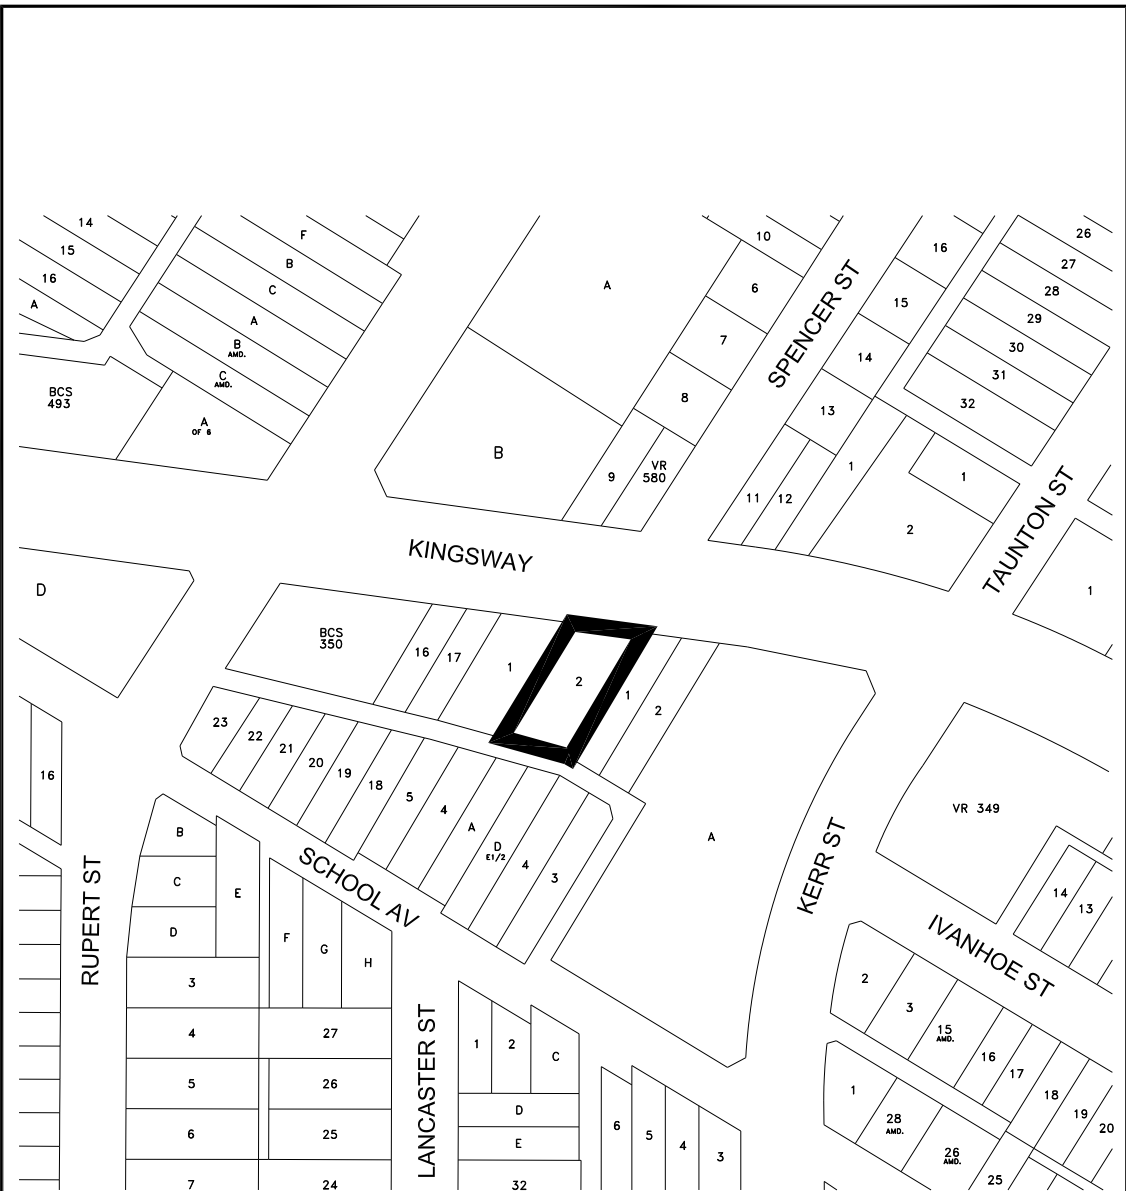 14
15
16
A
F
B
C
A
B
AMD.
C
AMD.
A
OF 6
BCS
493
A
B
10
6
7
8
9
VR
580
SPENCER ST
16
15
14
13
11
12
1
2
1
26
27
28
29
30
31
32
TAUNTON ST
1
KINGSWAY
D
BCS
350
16
17
1
2
1
2
A
23
22
21
20
19
18
5
4
A
D
E1/2
4
3
SCHOOL AV
KERR ST
VR 349
14
13
IVANHOE ST
16
RUPERT ST
B
C
D
E
F
G
H
3
4
5
6
7
27
26
25
24
LANCASTER ST
1
2
C
D
E
32
6
5
4
3
2
3
15
AMD.
16
17
18
19
20
1
28
AMD.
26
AMD.
25